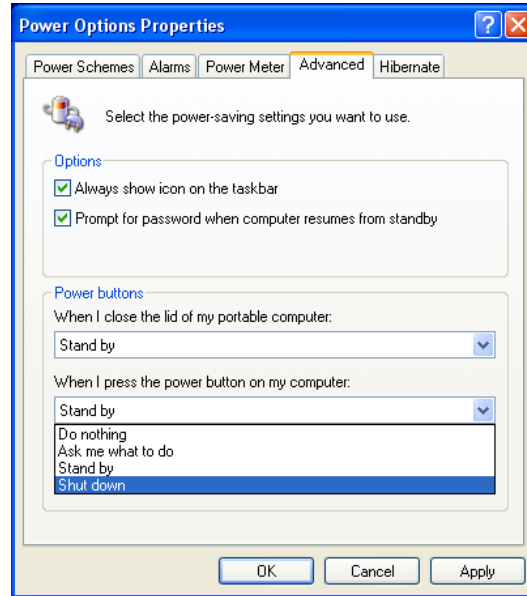 Power Options Properties
Power Schemes Alarms Power Meter Advanced Hibernate
Select the power-saving settings you want to use.
Options
Always show icon on the taskbar
Prompt for password when computer resumes from standby
Power buttons
When I close the lid of my portable computer:
Stand by
When I press the power button on my computer:
Stand by
Do nothing
Ask me what to do
Stand by
Shut down
OK Cancel Apply